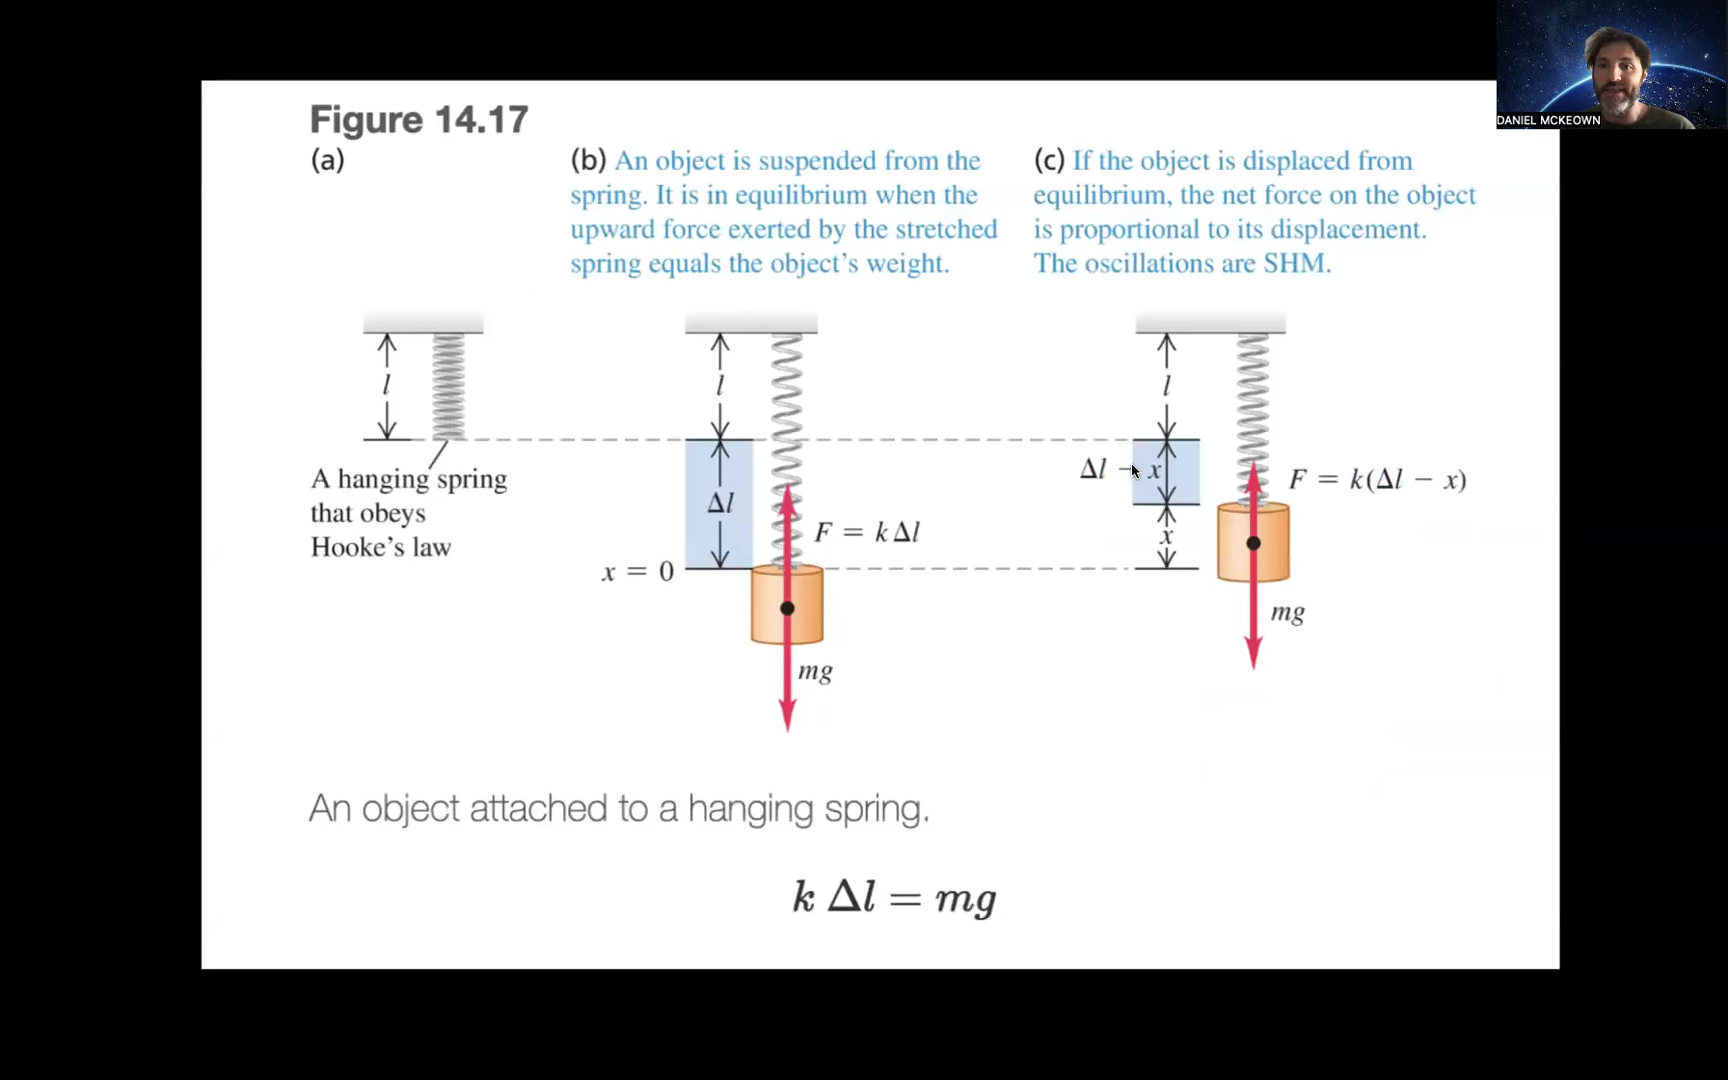 DANIEL MCKEOWN
Figure 14.17
(a)
(b) An object is suspended from the
spring. It is in equilibrium when the
upward force exerted by the stretched
spring equals the object's weight.
(c) If the object is displaced from
equilibrium, the net force on the object
is proportional to its displacement.
The oscillations are SHM.
l
A hanging spring
that obeys
Hooke's law
l
Δl
x = 0
F = k Δl
mg
l
Δl − x
x
F = k(Δl − x)
mg
An object attached to a hanging spring.
k Δl = mg